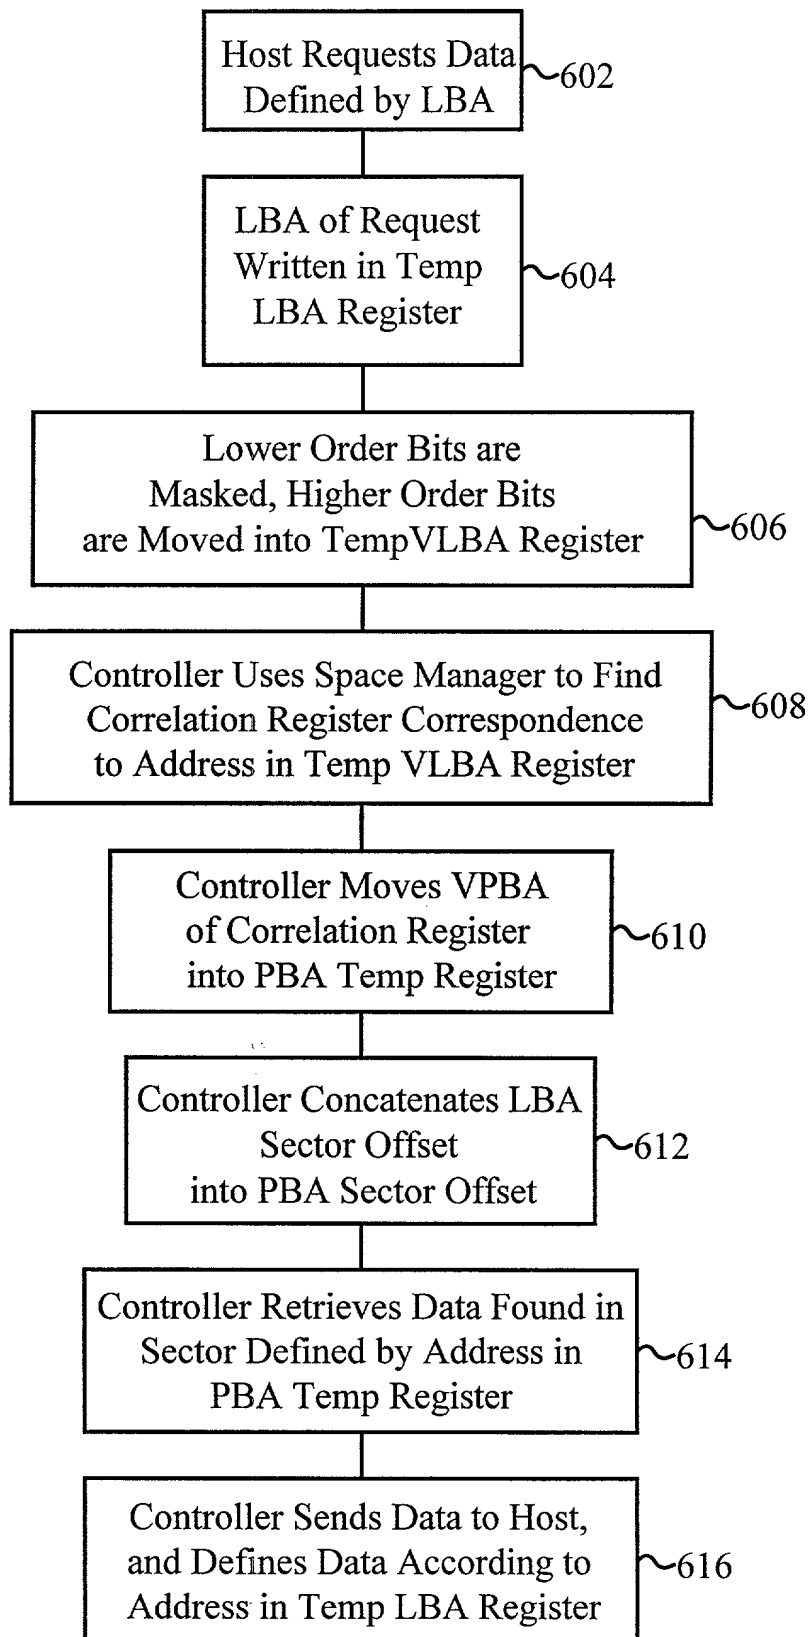 Host Requests Data
Defined by LBA
602
LBA of Request
Written in Temp
LBA Register
604
Lower Order Bits are
Masked, Higher Order Bits
are Moved into TempVLBA Register
606
Controller Uses Space Manager to Find
Correlation Register Correspondence
to Address in Temp VLBA Register
608
Controller Moves VPBA
of Correlation Register
into PBA Temp Register
610
Controller Concatenates LBA
Sector Offset
into PBA Sector Offset
612
Controller Retrieves Data Found in
Sector Defined by Address in
PBA Temp Register
614
Controller Sends Data to Host,
and Defines Data According to
Address in Temp LBA Register
616